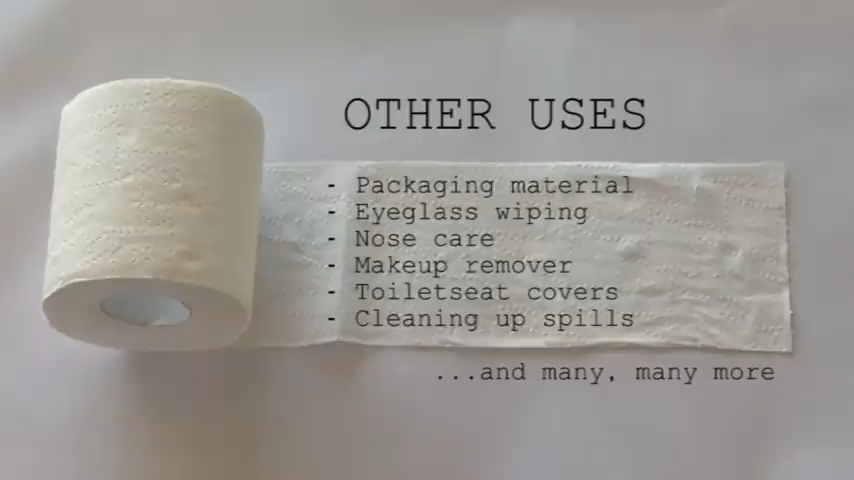 OTHER USES
- Packaging material
- Eyeglass wiping
- Nose care
- Makeup remover
- Toiletseat covers
- Cleaning up spills
...and many, many more